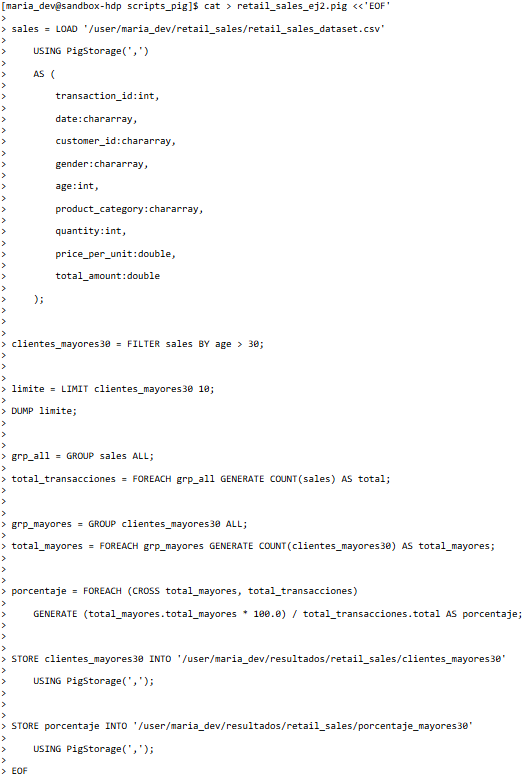 [maria_dev@sandbox-hdp scripts_pig]$ cat > retail_sales_ej2.pig <<'EOF'
>
> sales = LOAD '/user/maria_dev/retail_sales/retail_sales_dataset.csv'
>
>     USING PigStorage(',')
>
>     AS (
>
>         transaction_id:int,
>
>         date:chararray,
>
>         customer_id:chararray,
>
>         gender:chararray,
>
>         age:int,
>
>         product_category:chararray,
>
>         quantity:int,
>
>         price_per_unit:double,
>
>         total_amount:double
>
>     );
>
>
>
> clientes_mayores30 = FILTER sales BY age > 30;
>
>
>
> limite = LIMIT clientes_mayores30 10;
>
> DUMP limite;
>
>
>
> grp_all = GROUP sales ALL;
>
> total_transacciones = FOREACH grp_all GENERATE COUNT(sales) AS total;
>
>
>
> grp_mayores = GROUP clientes_mayores30 ALL;
>
> total_mayores = FOREACH grp_mayores GENERATE COUNT(clientes_mayores30) AS total_mayores;
>
>
>
> porcentaje = FOREACH (CROSS total_mayores, total_transacciones)
>
>     GENERATE (total_mayores.total_mayores * 100.0) / total_transacciones.total AS porcentaje;
>
>
> STORE clientes_mayores30 INTO '/user/maria_dev/resultados/retail_sales/clientes_mayores30'
>
>     USING PigStorage(',');
>
>
>
> STORE porcentaje INTO '/user/maria_dev/resultados/retail_sales/porcentaje_mayores30'
>
>     USING PigStorage(',');
>
> EOF